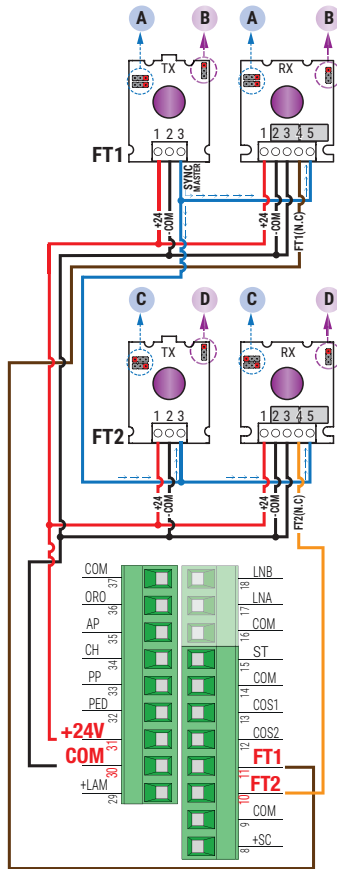 A B A B
TX RX
1 2 3 1 2 3 4 5
FT1
SYNC
MASTER
+24 -COM +24 -COM FT1(N.C)
C D C D
TX RX
1 2 3 1 2 3 4 5
FT2
+24 -COM +24 -COM FT2(N.C)
COM 37 18 LNB
ORO 36 17 LNA
AP 35 16 COM
CH 34 15 ST
PP 33 14 COM
PED 32 13 COS1
+24V 31 12 COS2
COM 30 11 FT1
+LAM 29 10 FT2
9 COM
8 +SC